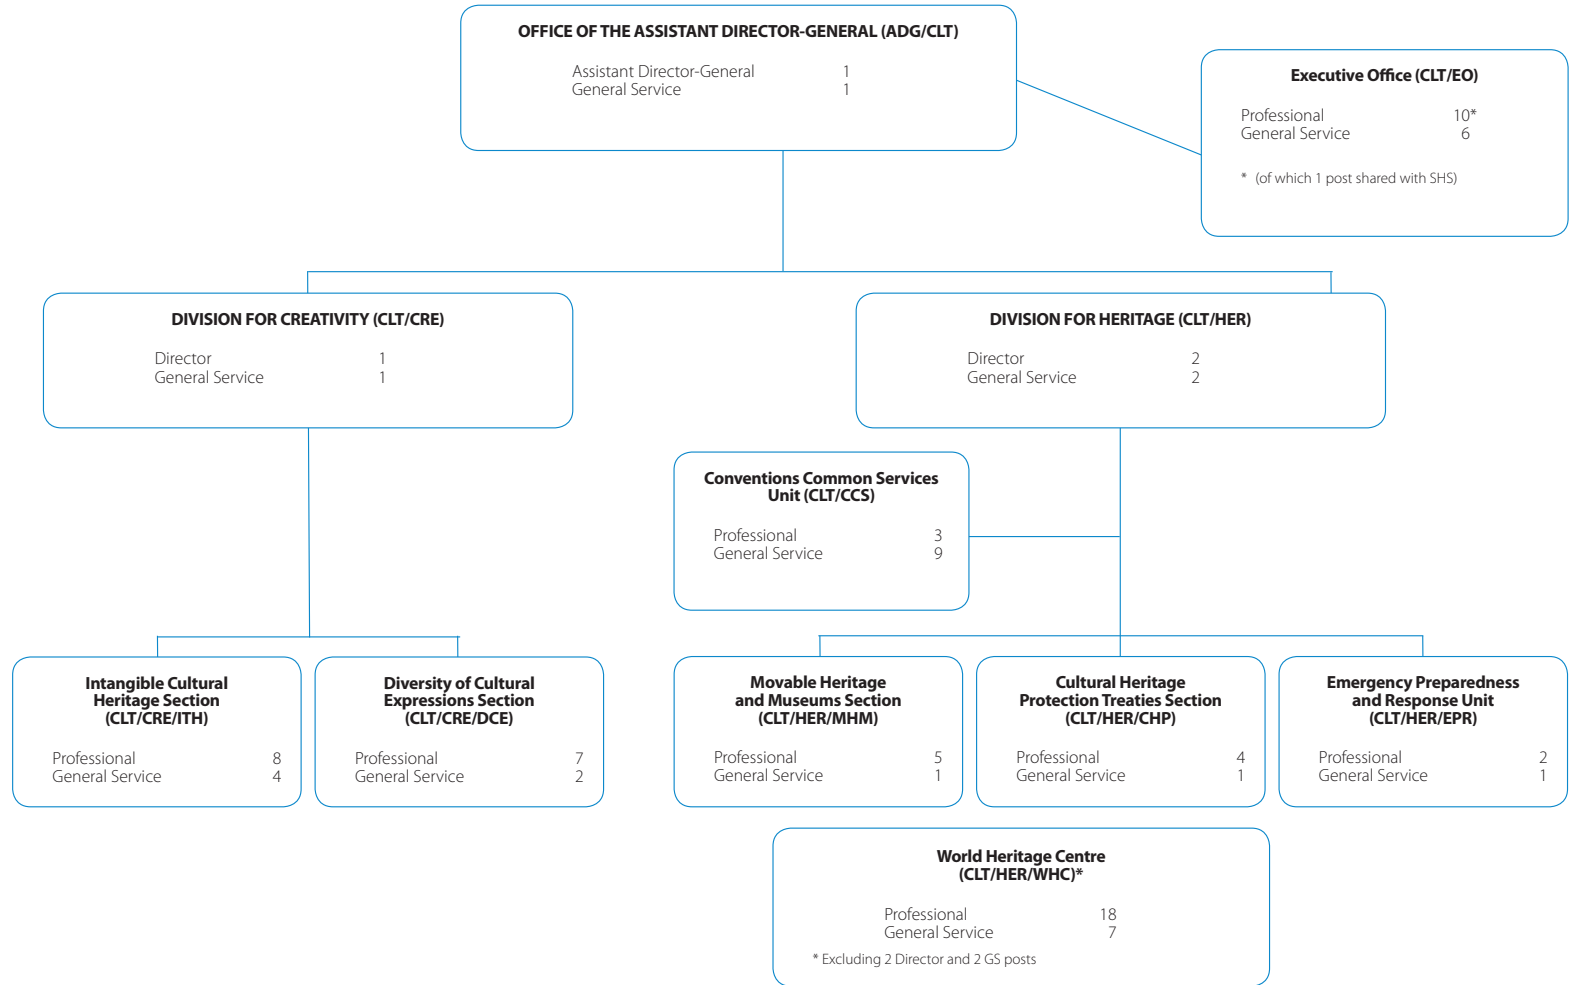 OFFICE OF THE ASSISTANT DIRECTOR-GENERAL (ADG/CLT)
Assistant Director-General 1
General Service 1
Executive Office (CLT/EO)
Professional 10*
General Service 6
* (of which 1 post shared with SHS)
DIVISION FOR CREATIVITY (CLT/CRE)
Director 1
General Service 1
DIVISION FOR HERITAGE (CLT/HER)
Director 2
General Service 2
Conventions Common Services
Unit (CLT/CCS)
Professional 3
General Service 9
Intangible Cultural
Heritage Section
(CLT/CRE/ITH)
Professional 8
General Service 4
Diversity of Cultural
Expressions Section
(CLT/CRE/DCE)
Professional 7
General Service 2
Movable Heritage
and Museums Section
(CLT/HER/MHM)
Professional 5
General Service 1
Cultural Heritage
Protection Treaties Section
(CLT/HER/CHP)
Professional 4
General Service 1
Emergency Preparedness
and Response Unit
(CLT/HER/EPR)
Professional 2
General Service 1
World Heritage Centre
(CLT/HER/WHC)*
Professional 18
General Service 7
* Excluding 2 Director and 2 GS posts